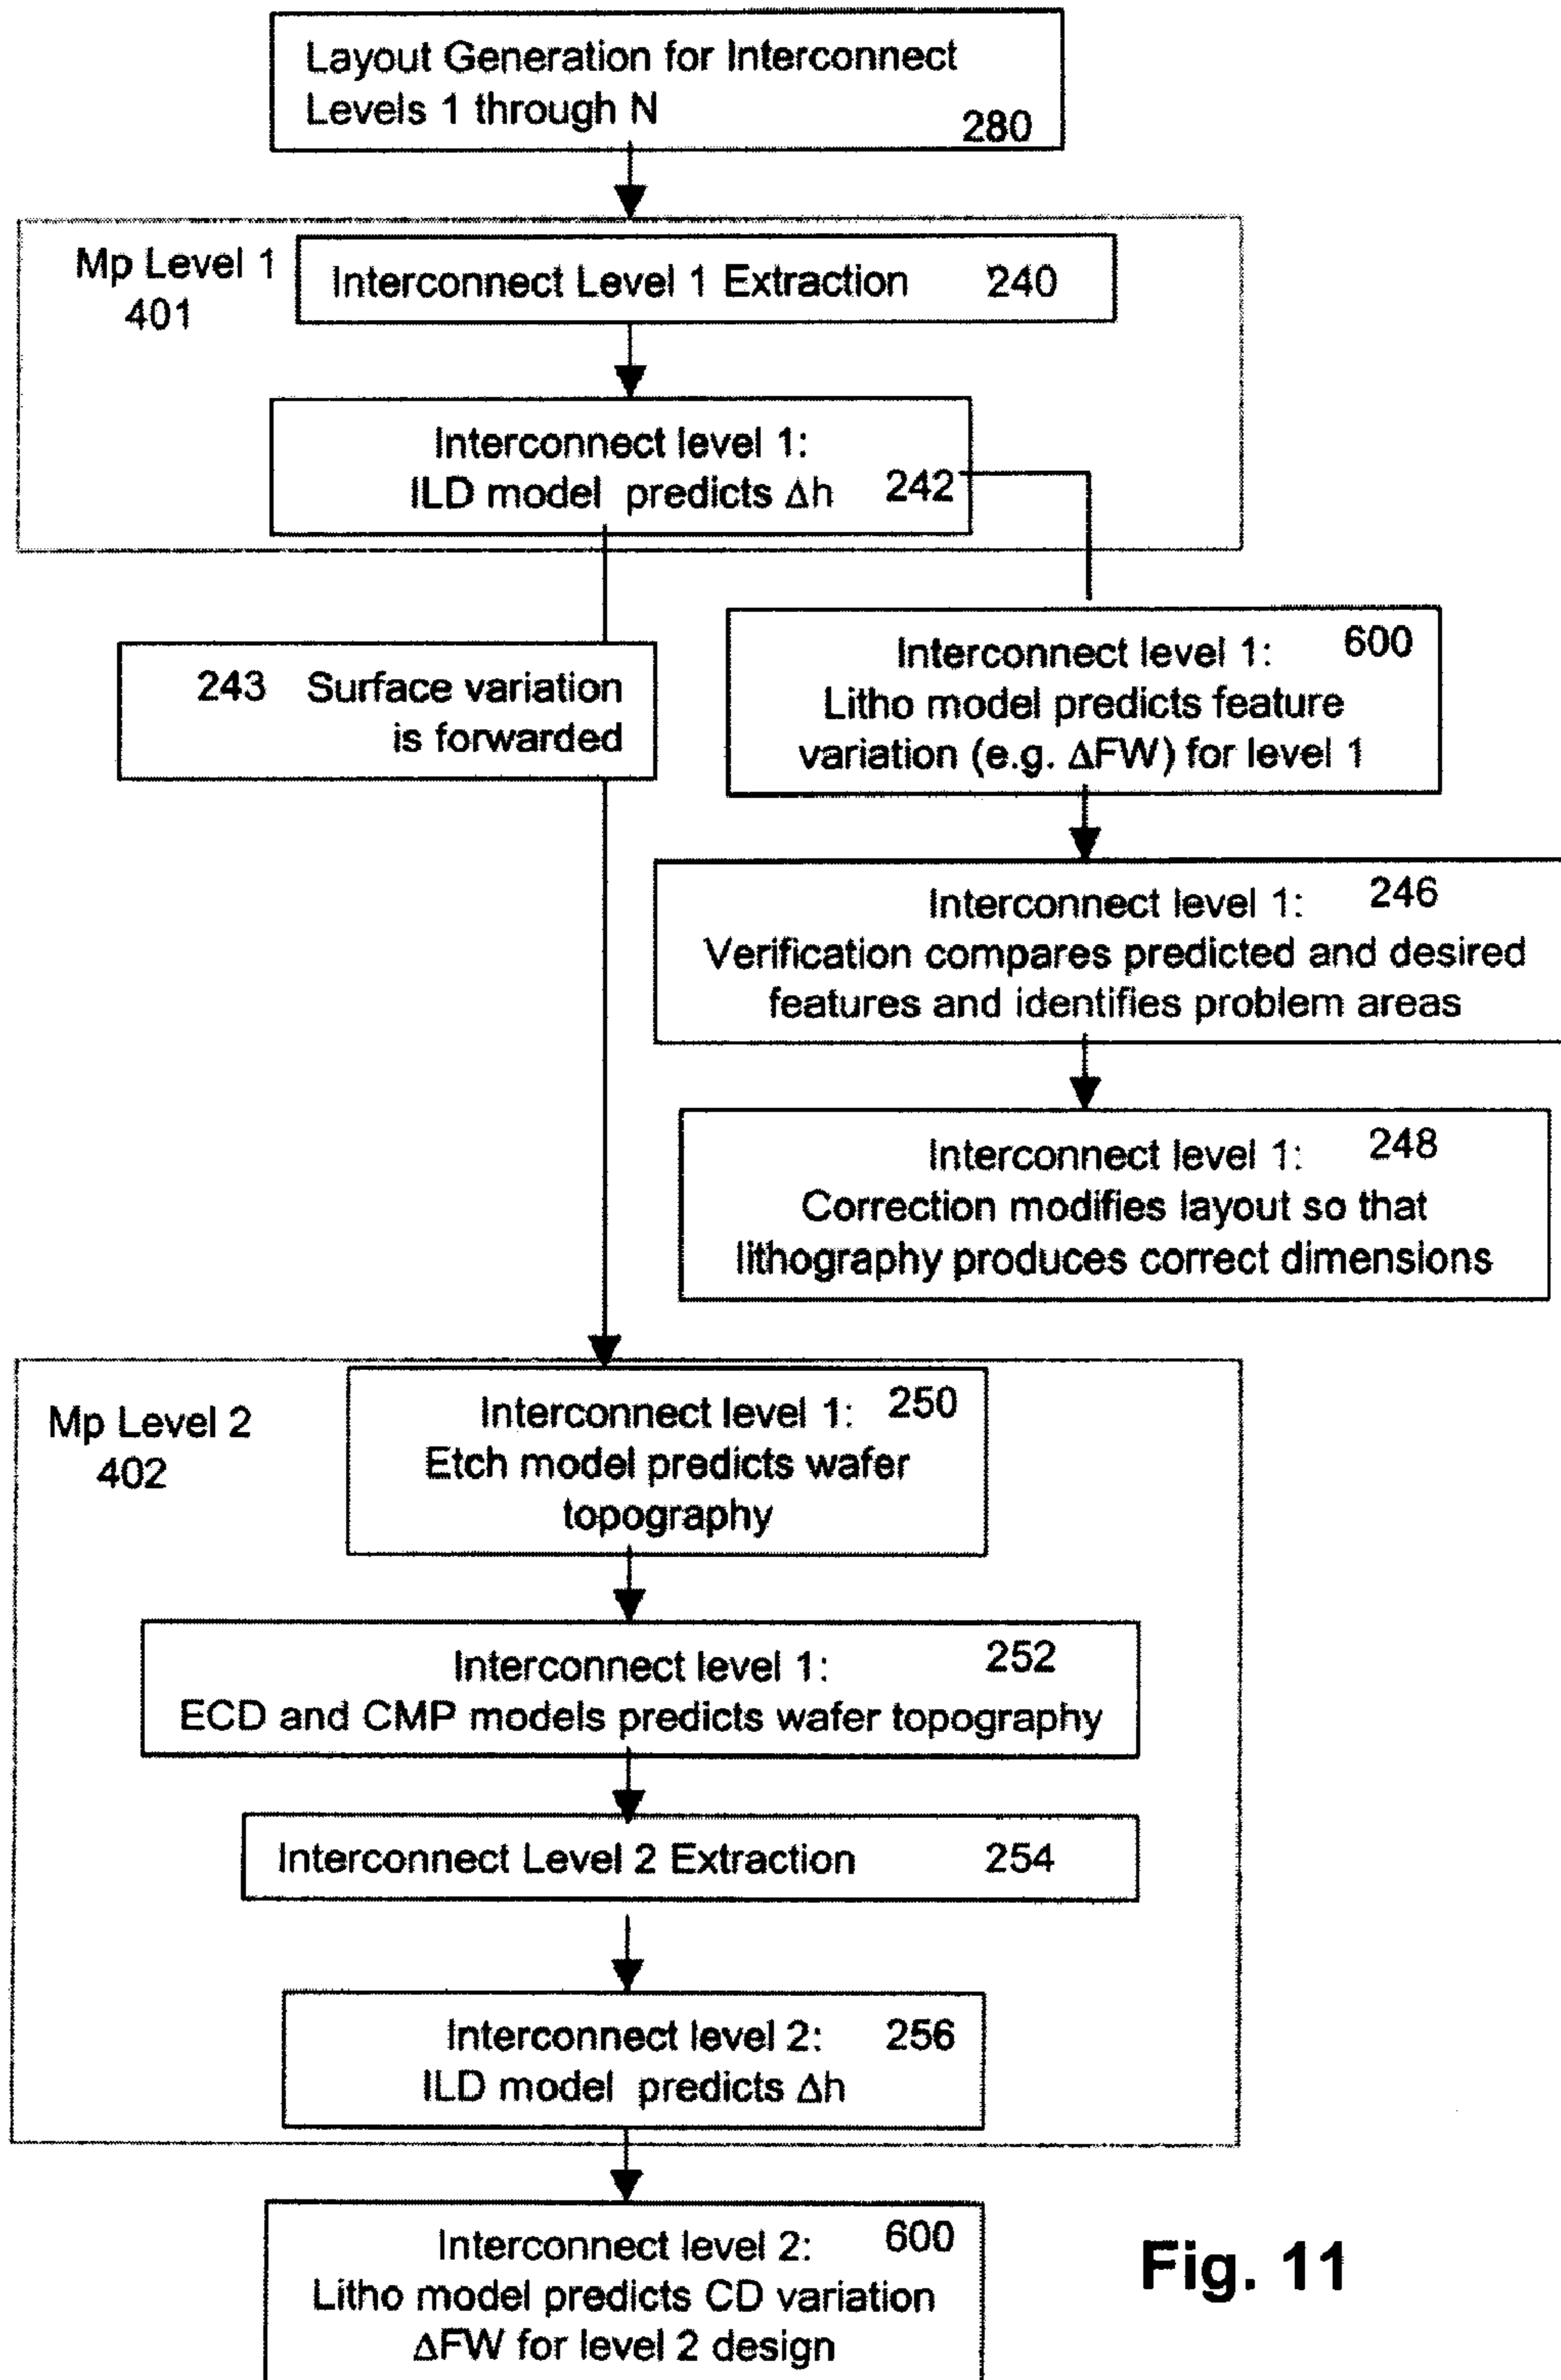 Layout Generation for Interconnect
Levels 1 through N
280
Mp Level 1
401
Interconnect Level 1 Extraction 240
Interconnect level 1:
ILD model predicts Δh 242
243 Surface variation
is forwarded
Interconnect level 1: 600
Litho model predicts feature
variation (e.g. ΔFW) for level 1
Interconnect level 1: 246
Verification compares predicted and desired
features and identifies problem areas
Interconnect level 1: 248
Correction modifies layout so that
lithography produces correct dimensions
Mp Level 2
402
Interconnect level 1: 250
Etch model predicts wafer
topography
Interconnect level 1: 252
ECD and CMP models predicts wafer topography
Interconnect Level 2 Extraction 254
Interconnect level 2: 256
ILD model predicts Δh
Interconnect level 2: 600
Litho model predicts CD variation
ΔFW for level 2 design
Fig. 11